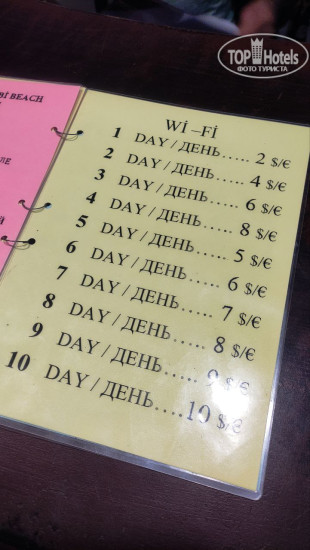 TOPHotels
ФОТО ТУРИСТА
Bİ BEACH
Wİ –Fİ
1 DAY / ДЕНЬ..... 2 $/€
2 DAY / ДЕНЬ..... 4 $/€
3 DAY / ДЕНЬ..... 6 $/€
4 DAY / ДЕНЬ..... 8 $/€
5 DAY / ДЕНЬ..... 5 $/€
6 DAY / ДЕНЬ..... 6 $/€
7 DAY / ДЕНЬ..... 7 $/€
8 DAY / ДЕНЬ..... 8 $/€
9 DAY / ДЕНЬ..... 9 $/€
10 DAY / ДЕНЬ.....10 $/€